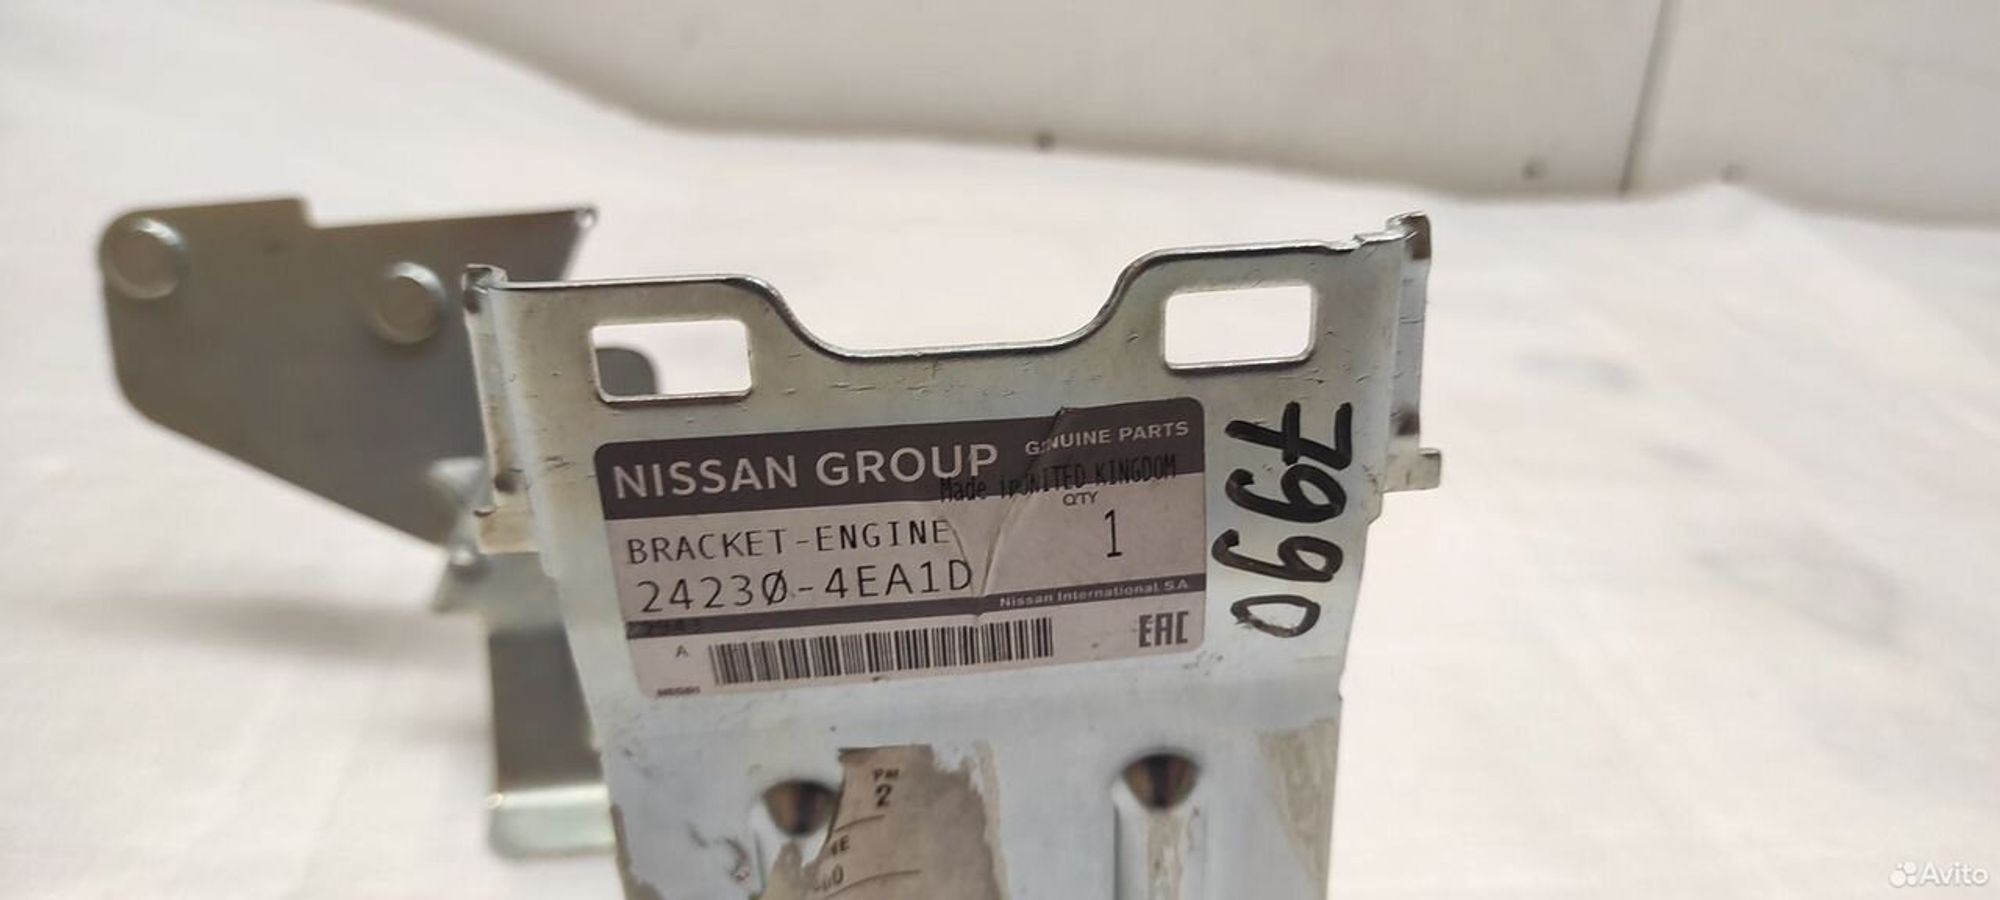 NISSAN GROUP GENUINE PARTS
Made in UNITED KINGDOM
QTY
BRACKET-ENGINE 1
24230-4EA1D
Nissan International SA
A
EAC
7990
2
Avito